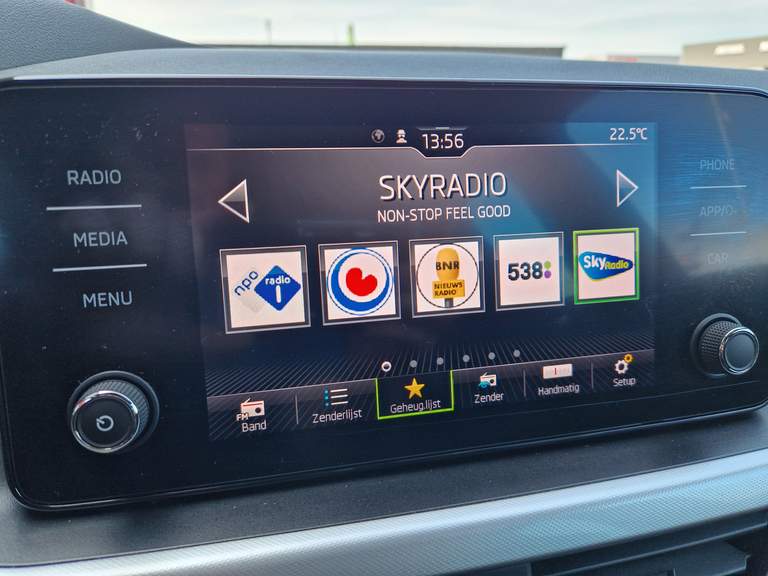 13:56
22.5°C
RADIO
MEDIA
MENU
SKYRADIO
NON-STOP FEEL GOOD
PHONE
CAR
npo radio 1
BNR
NIEUWS
RADIO
538
Sky Radio
FM
Band
Zenderlijst
Geheug.lijst
Zender
Handmatig
Setup